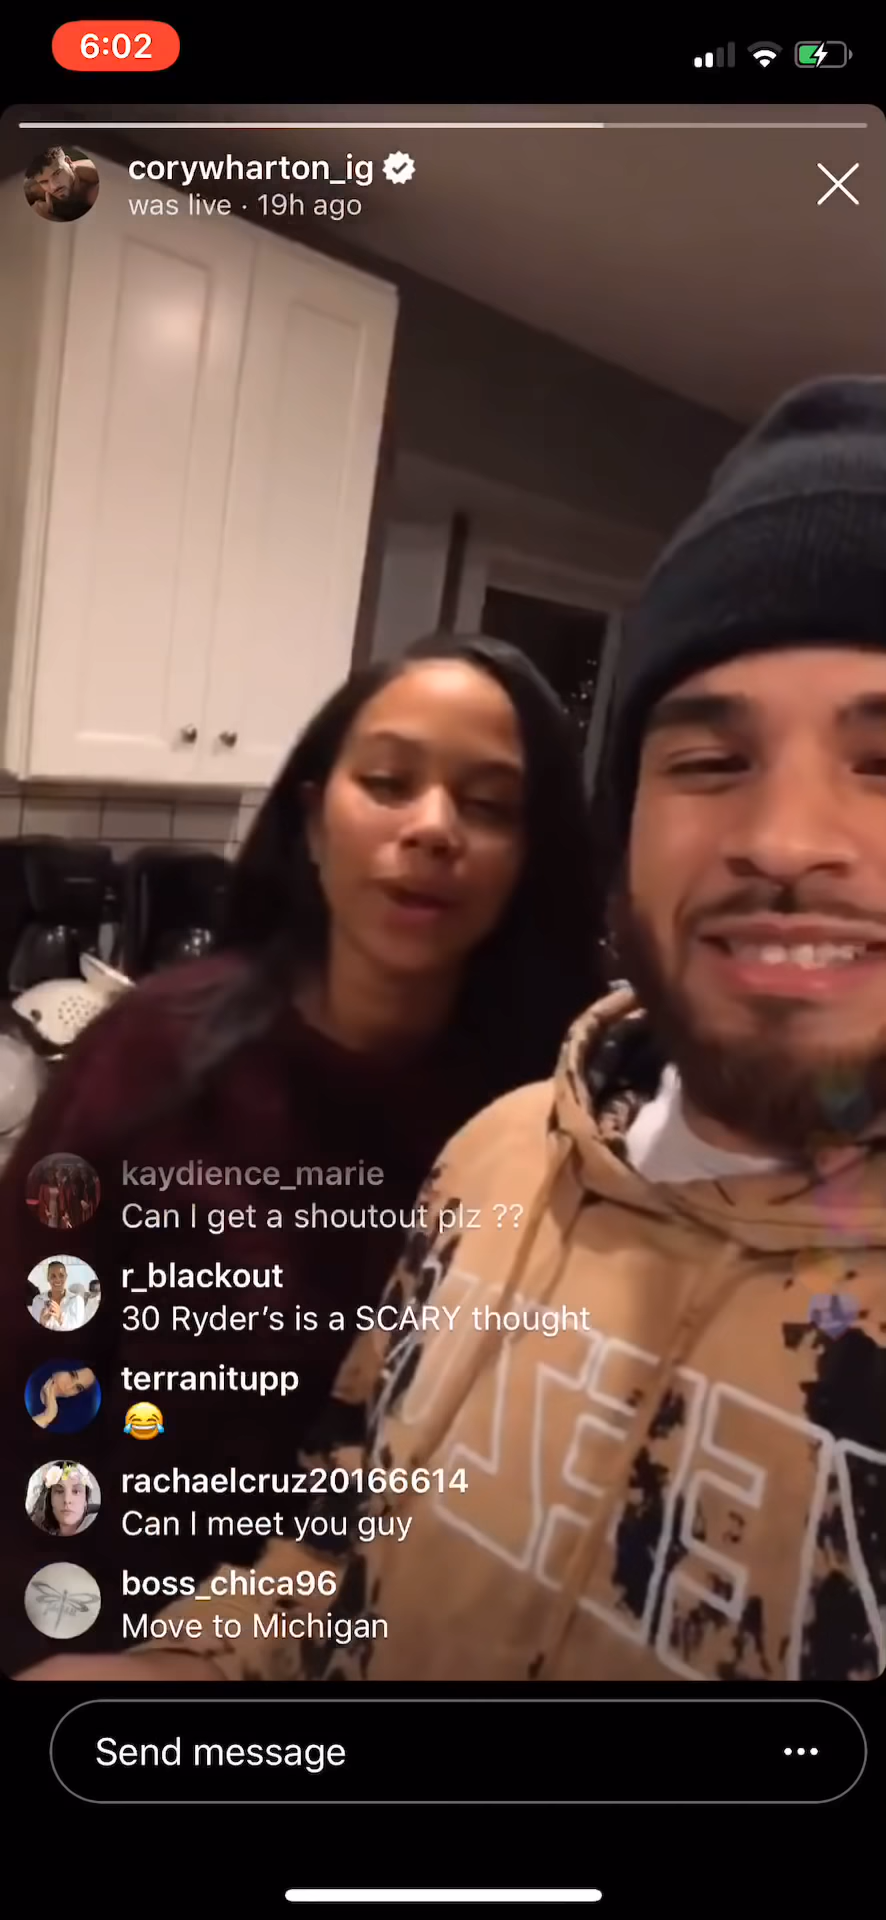 6:02
corywharton_ig
was live · 19h ago
kaydience_marie
Can I get a shoutout plz ??
r_blackout
30 Ryder’s is a SCARY thought
terranitupp
😂
rachaelcruz20166614
Can I meet you guy
boss_chica96
Move to Michigan
Send message